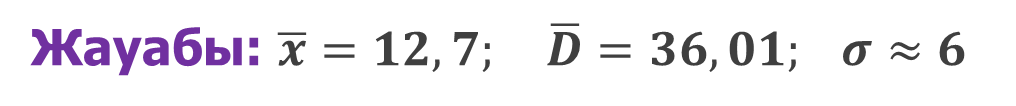 Жауабы: x̅ = 12,7; D̅ = 36,01; σ ≈ 6